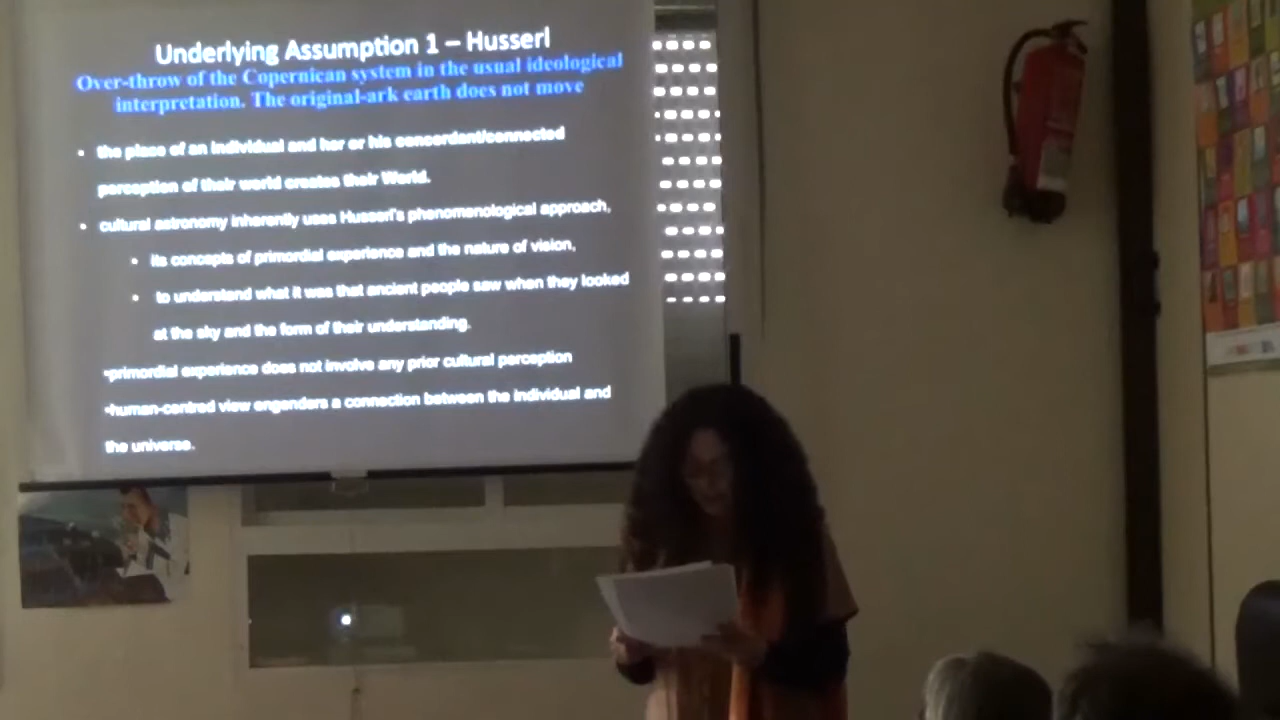 Underlying Assumption 1 – Husserl
Over-throw of the Copernican system in the usual ideological
interpretation. The original-ark earth does not move
• the place of an individual and her or his concordant/connected
perception of their world creates their World.
• cultural astronomy inherently uses Husserl's phenomenological approach,
• its concepts of primordial experience and the nature of vision,
• to understand what it was that ancient people saw when they looked
at the sky and the form of their understanding.
•primordial experience does not involve any prior cultural perception
•human-centred view engenders a connection between the individual and
the universe.